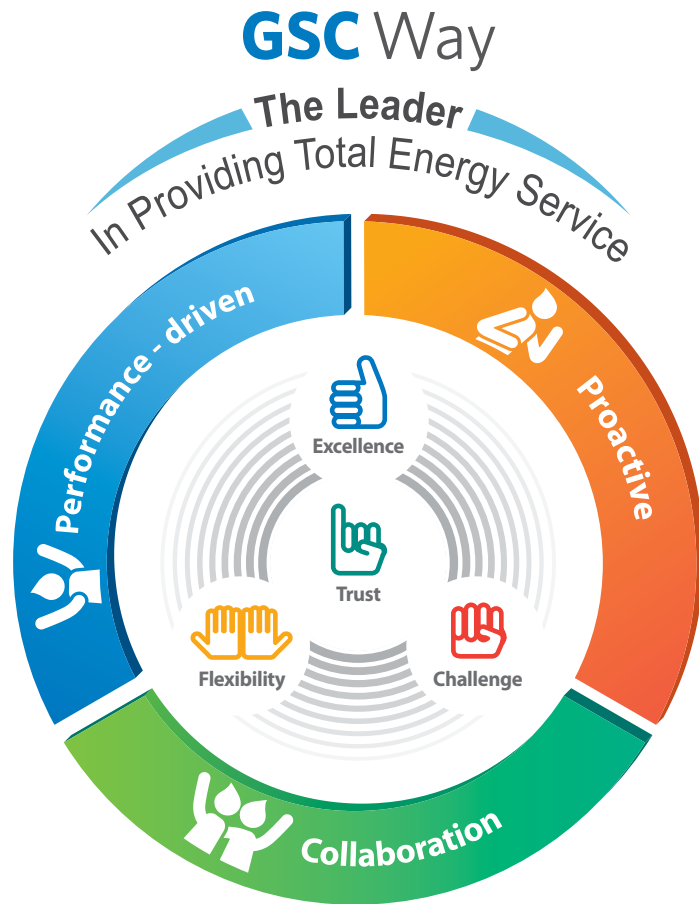 GSC Way
The Leader
In Providing Total Energy Service
Performance - driven
Proactive
Excellence
Trust
Flexibility
Challenge
Collaboration